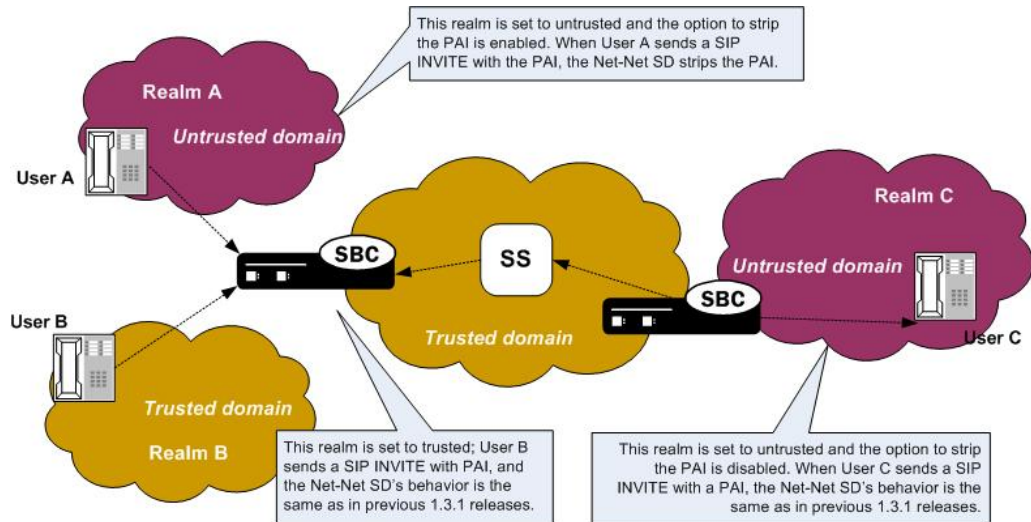 This realm is set to untrusted and the option to strip
the PAI is enabled. When User A sends a SIP
INVITE with the PAI, the Net-Net SD strips the PAI.
Realm A
Untrusted domain
User A
SBC
SS
Realm C
Untrusted domain
SBC
User C
User B
Trusted domain
Trusted domain
Realm B
This realm is set to trusted; User B
sends a SIP INVITE with PAI, and
the Net-Net SD's behavior is the
same as in previous 1.3.1 releases.
This realm is set to untrusted and the option to strip
the PAI is disabled. When User C sends a SIP
INVITE with a PAI, the Net-Net SD's behavior is the
same as in previous 1.3.1 releases.